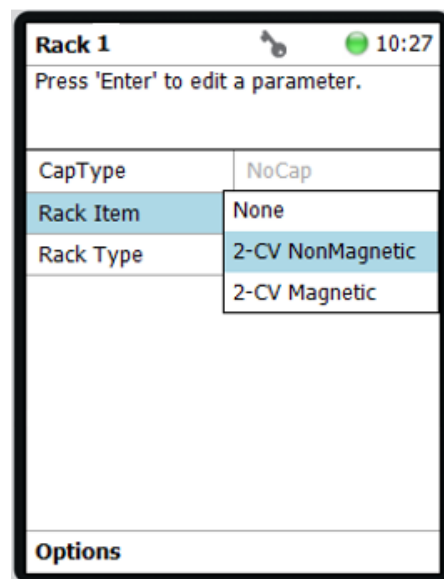 Rack 1 10:27
Press 'Enter' to edit a parameter.
CapType NoCap
Rack Item None
Rack Type 2-CV NonMagnetic
2-CV Magnetic
Options